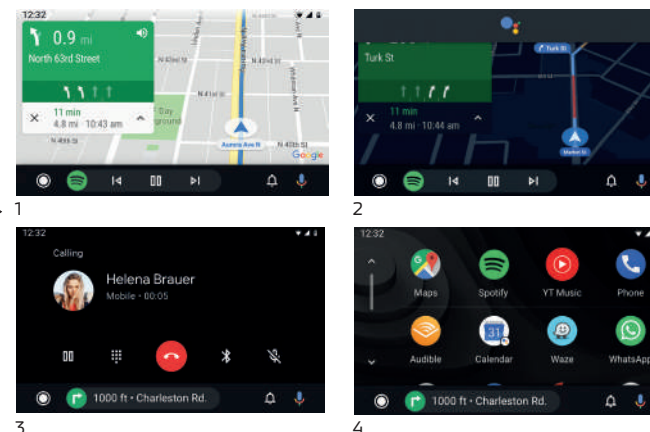 12:32
0.9 mi
North 63rd Street
11 min
4.8 mi · 10:43 am
N 43rd St
N 41st St
N 40th St
Aurora Ave N
Google
1
Turk St
11 min
4.8 mi · 10:44 am
Turk St
Market St
2
12:32
Calling
Helena Brauer
Mobile · 00:05
1000 ft · Charleston Rd.
3
12:32
Maps
Spotify
YT Music
Phone
Audible
31
Calendar
Waze
WhatsApp
1000 ft · Charleston Rd.
4